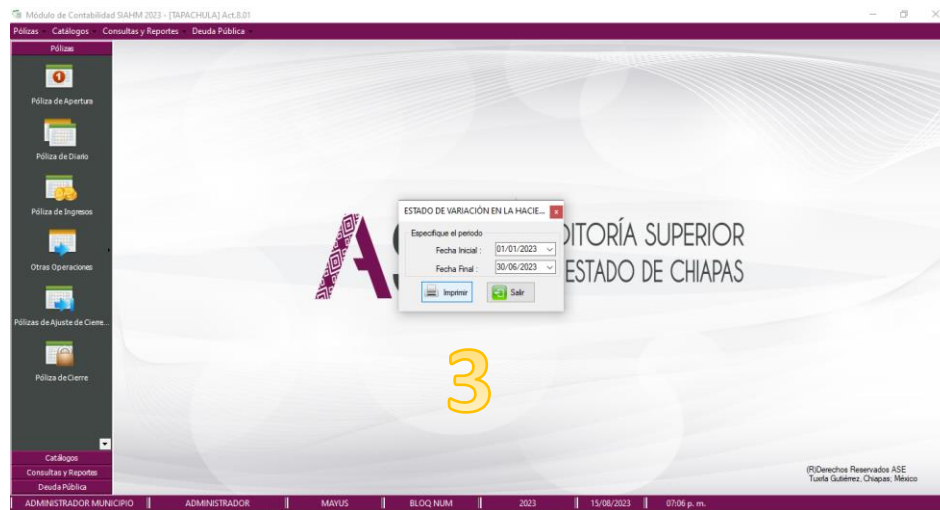 Módulo de Contabilidad SIAHM 2023 - [TAPACHULA] Act.8.01
Pólizas Catálogos Consultas y Reportes Deuda Pública
Pólizas
Póliza de Apertura
Póliza de Diario
Póliza de Ingresos
Otras Operaciones
Pólizas de Ajuste de Cierre...
Póliza de Cierre
Catálogos
Consultas y Reportes
Deuda Pública
ESTADO DE VARIACIÓN EN LA HACIE...
Especifique el periodo
Fecha Inicial : 01/01/2023
Fecha Final : 30/06/2023
Imprimir Salir
AS DITORÍA SUPERIOR
ESTADO DE CHIAPAS
3
(R)Derechos Reservados ASE
Tuxtla Gutiérrez, Chiapas; México
ADMINISTRADOR MUNICIPIO ADMINISTRADOR MAYUS BLOQ NUM 2023 15/08/2023 07:06 p. m.